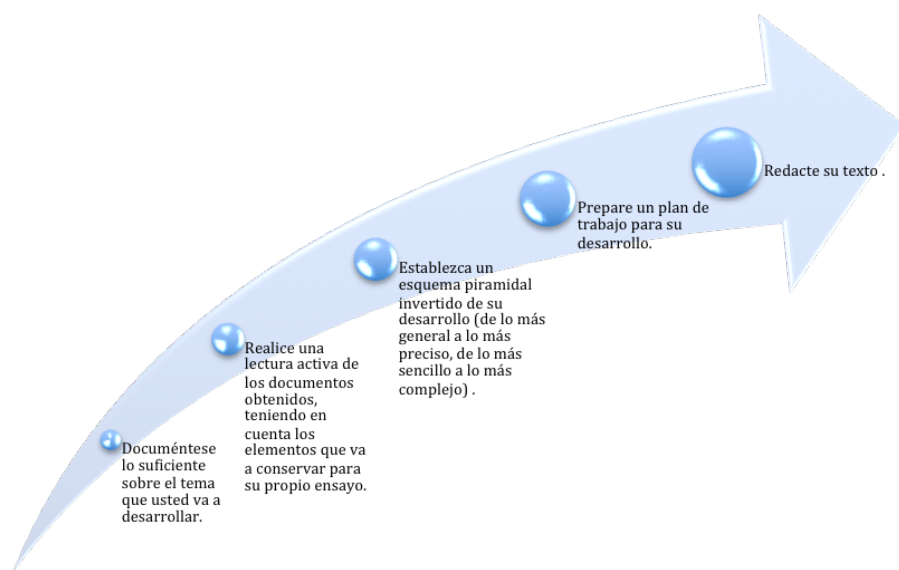 Documéntese
lo suficiente
sobre el tema
que usted va a
desarrollar.
Realice una
lectura activa de
los documentos
obtenidos,
teniendo en
cuenta los
elementos que va
a conservar para
su propio ensayo.
Establezca un
esquema piramidal
invertido de su
desarrollo (de lo más
general a lo más
preciso, de lo más
sencillo a lo más
complejo) .
Prepare un plan de
trabajo para su
desarrollo.
Redacte su texto .